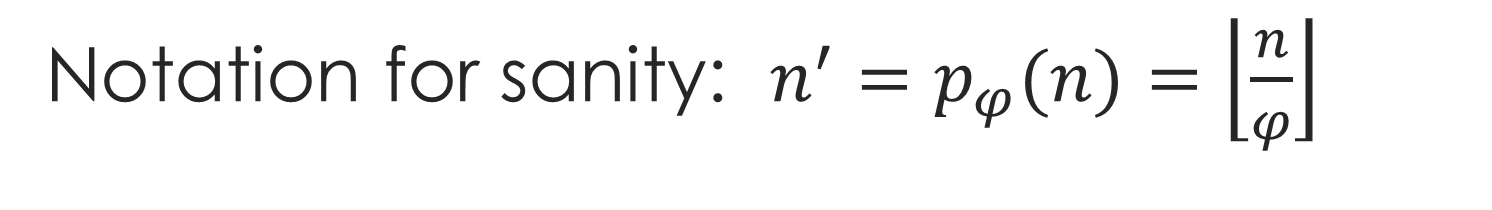 Notation for sanity: n′ = p_φ(n) = ⌊n/φ⌋